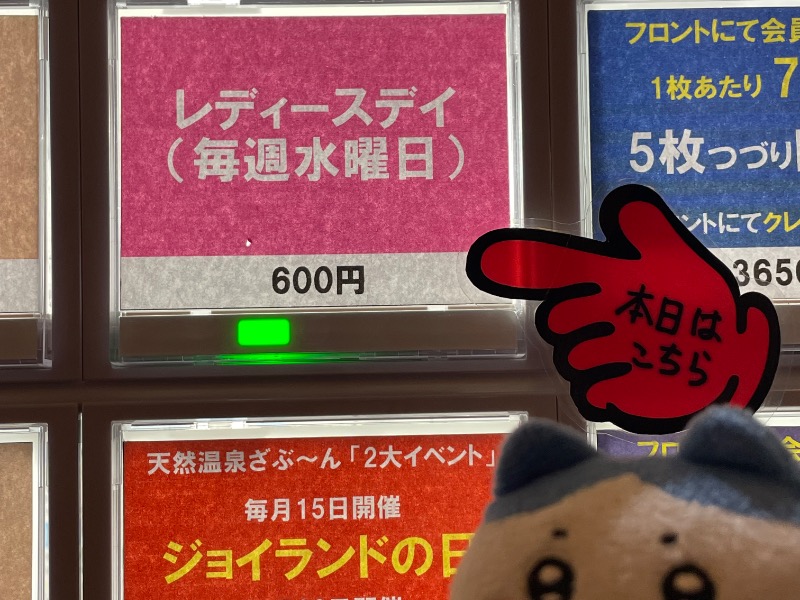 レディースデイ
（毎週水曜日）
600円
フロントにて会員
1枚あたり 7
5枚つづり
ントにてクレ
365
本日は
こちら
天然温泉ざぶ～ん「2大イベント」
毎月15日開催
ジョイランドの日